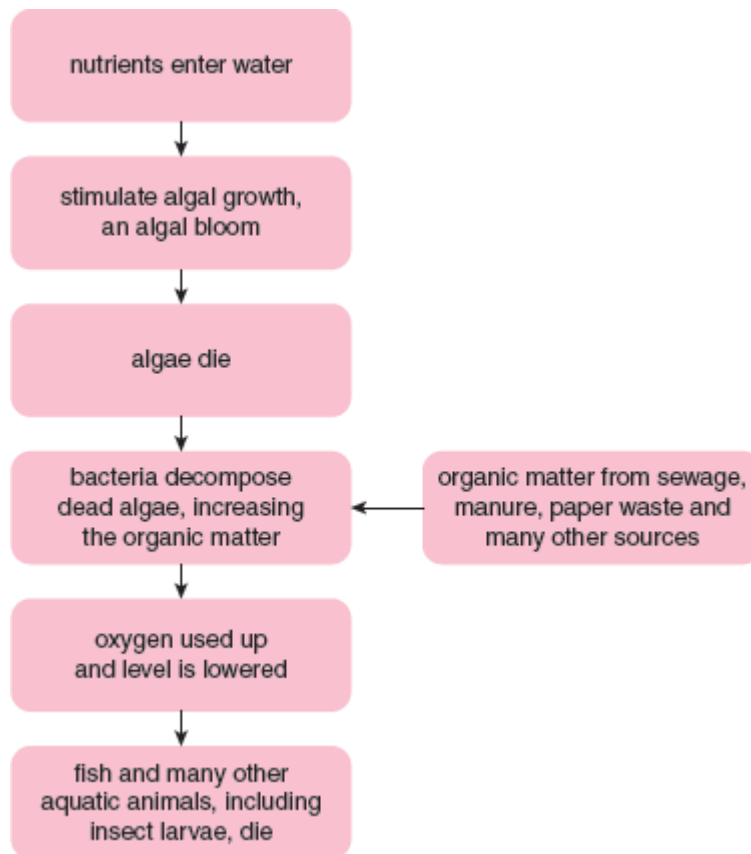 nutrients enter water
stimulate algal growth,
an algal bloom
algae die
bacteria decompose
dead algae, increasing
the organic matter
organic matter from sewage,
manure, paper waste and
many other sources
oxygen used up
and level is lowered
fish and many other
aquatic animals, including
insect larvae, die